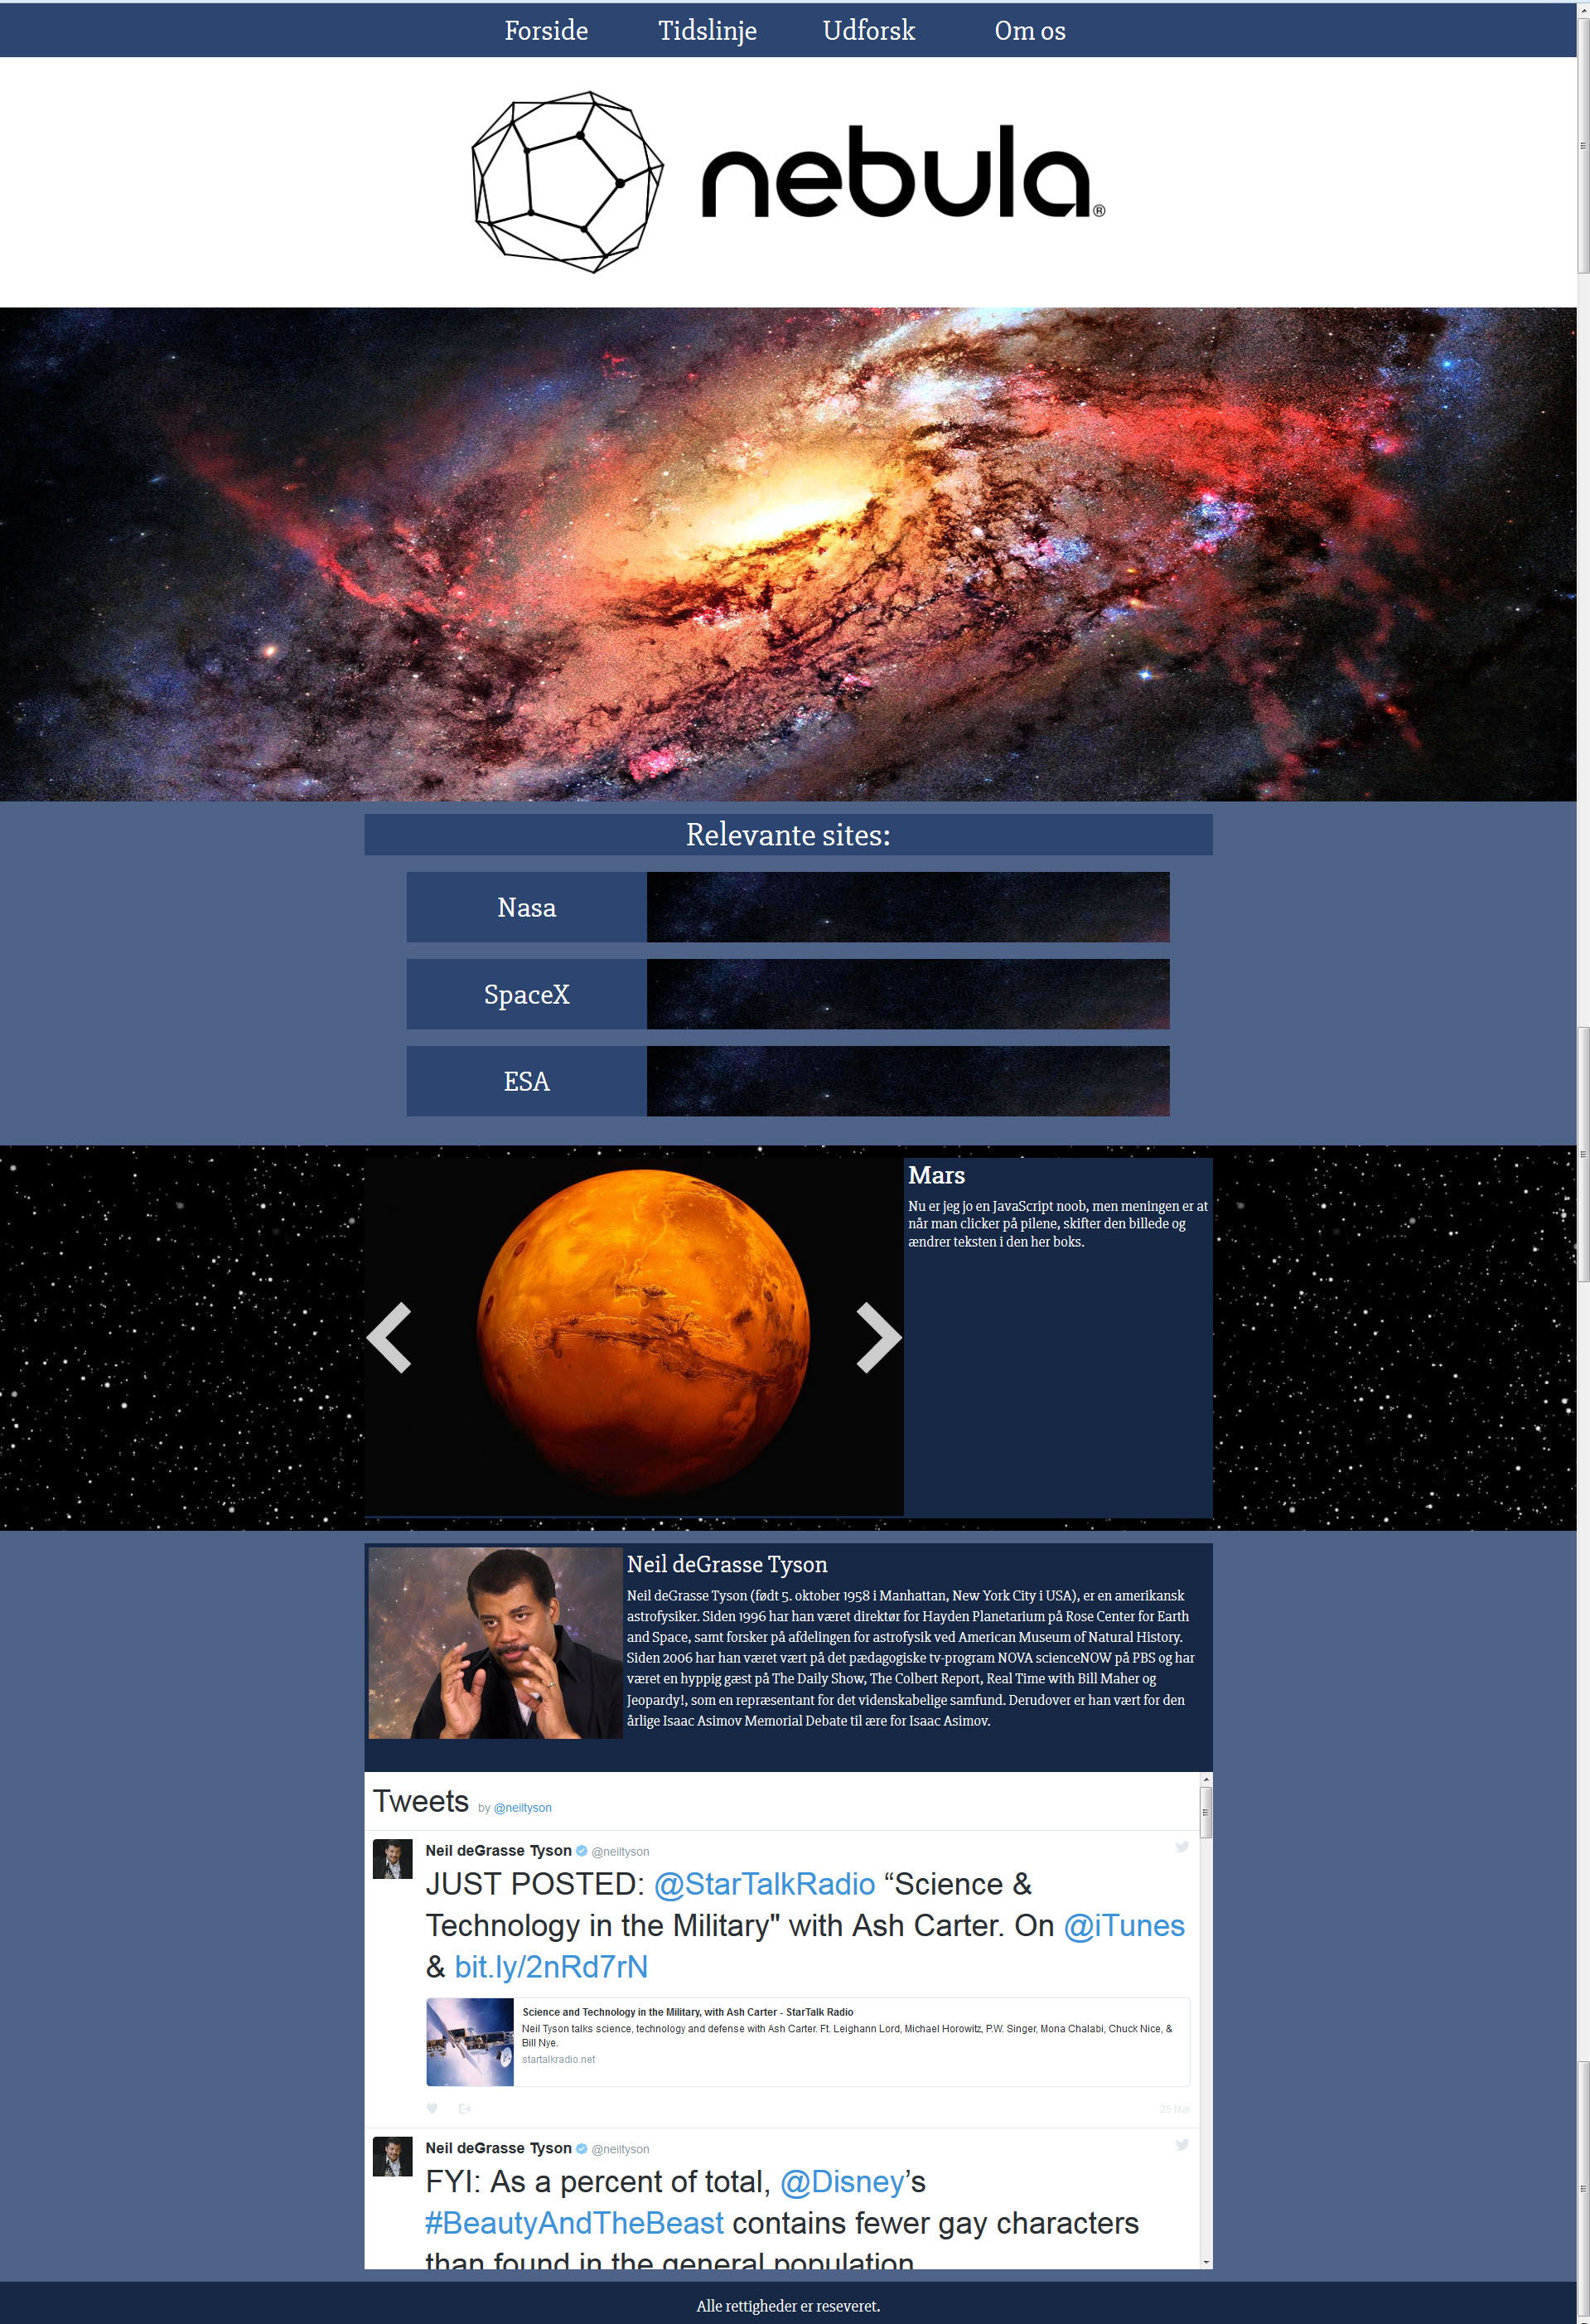 Forside Tidslinje Udforsk Om os
nebula®
Relevante sites:
Nasa
SpaceX
ESA
Mars
Nu er jeg jo en JavaScript noob, men meningen er at
når man clicker på pilene, skifter den billede og
ændrer teksten i den her boks.
Neil deGrasse Tyson
Neil deGrasse Tyson (født 5. oktober 1958 i Manhattan, New York City i USA), er en amerikansk
astrofysiker. Siden 1996 har han været direktør for Hayden Planetarium på Rose Center for Earth
and Space, samt forsker på afdelingen for astrofysik ved American Museum of Natural History.
Siden 2006 har han været vært på det pædagogiske tv-program NOVA scienceNOW på PBS og har
været en hyppig gæst på The Daily Show, The Colbert Report, Real Time with Bill Maher og
Jeopardy!, som en repræsentant for det videnskabelige samfund. Derudover er han vært for den
årlige Isaac Asimov Memorial Debate til ære for Isaac Asimov.
Tweets by @neiltyson
Neil deGrasse Tyson @neiltyson
JUST POSTED: @StarTalkRadio “Science &
Technology in the Military" with Ash Carter. On @iTunes
& bit.ly/2nRd7rN
Science and Technology in the Military, with Ash Carter - StarTalk Radio
Neil Tyson talks science, technology and defense with Ash Carter. Ft. Leighann Lord, Michael Horowitz, P.W. Singer, Mona Chalabi, Chuck Nice, &
Bill Nye.
startalkradio.net
25 Mar
Neil deGrasse Tyson @neiltyson
FYI: As a percent of total, @Disney’s
#BeautyAndTheBeast contains fewer gay characters
than found in the general population
Alle rettigheder er reserveret.